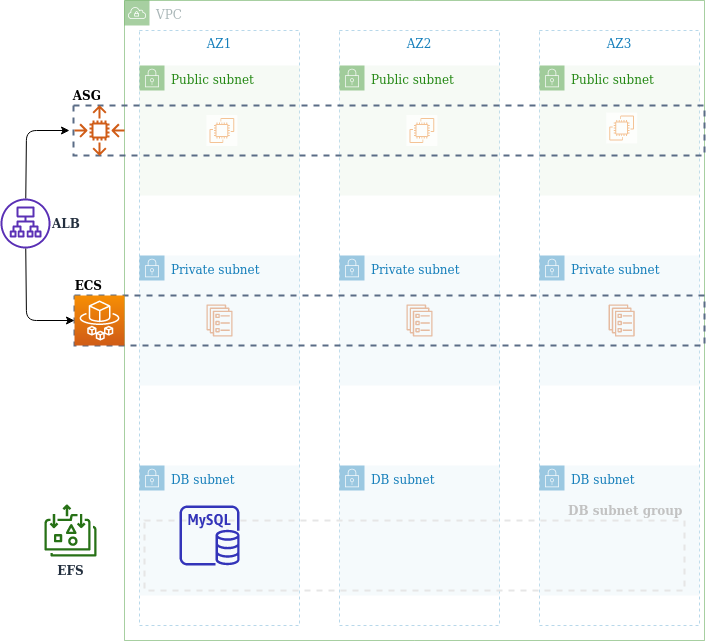 VPC
AZ1
AZ2
AZ3
Public subnet
Public subnet
Public subnet
ASG
ALB
Private subnet
Private subnet
Private subnet
ECS
DB subnet
DB subnet
DB subnet
DB subnet group
MySQL
EFS